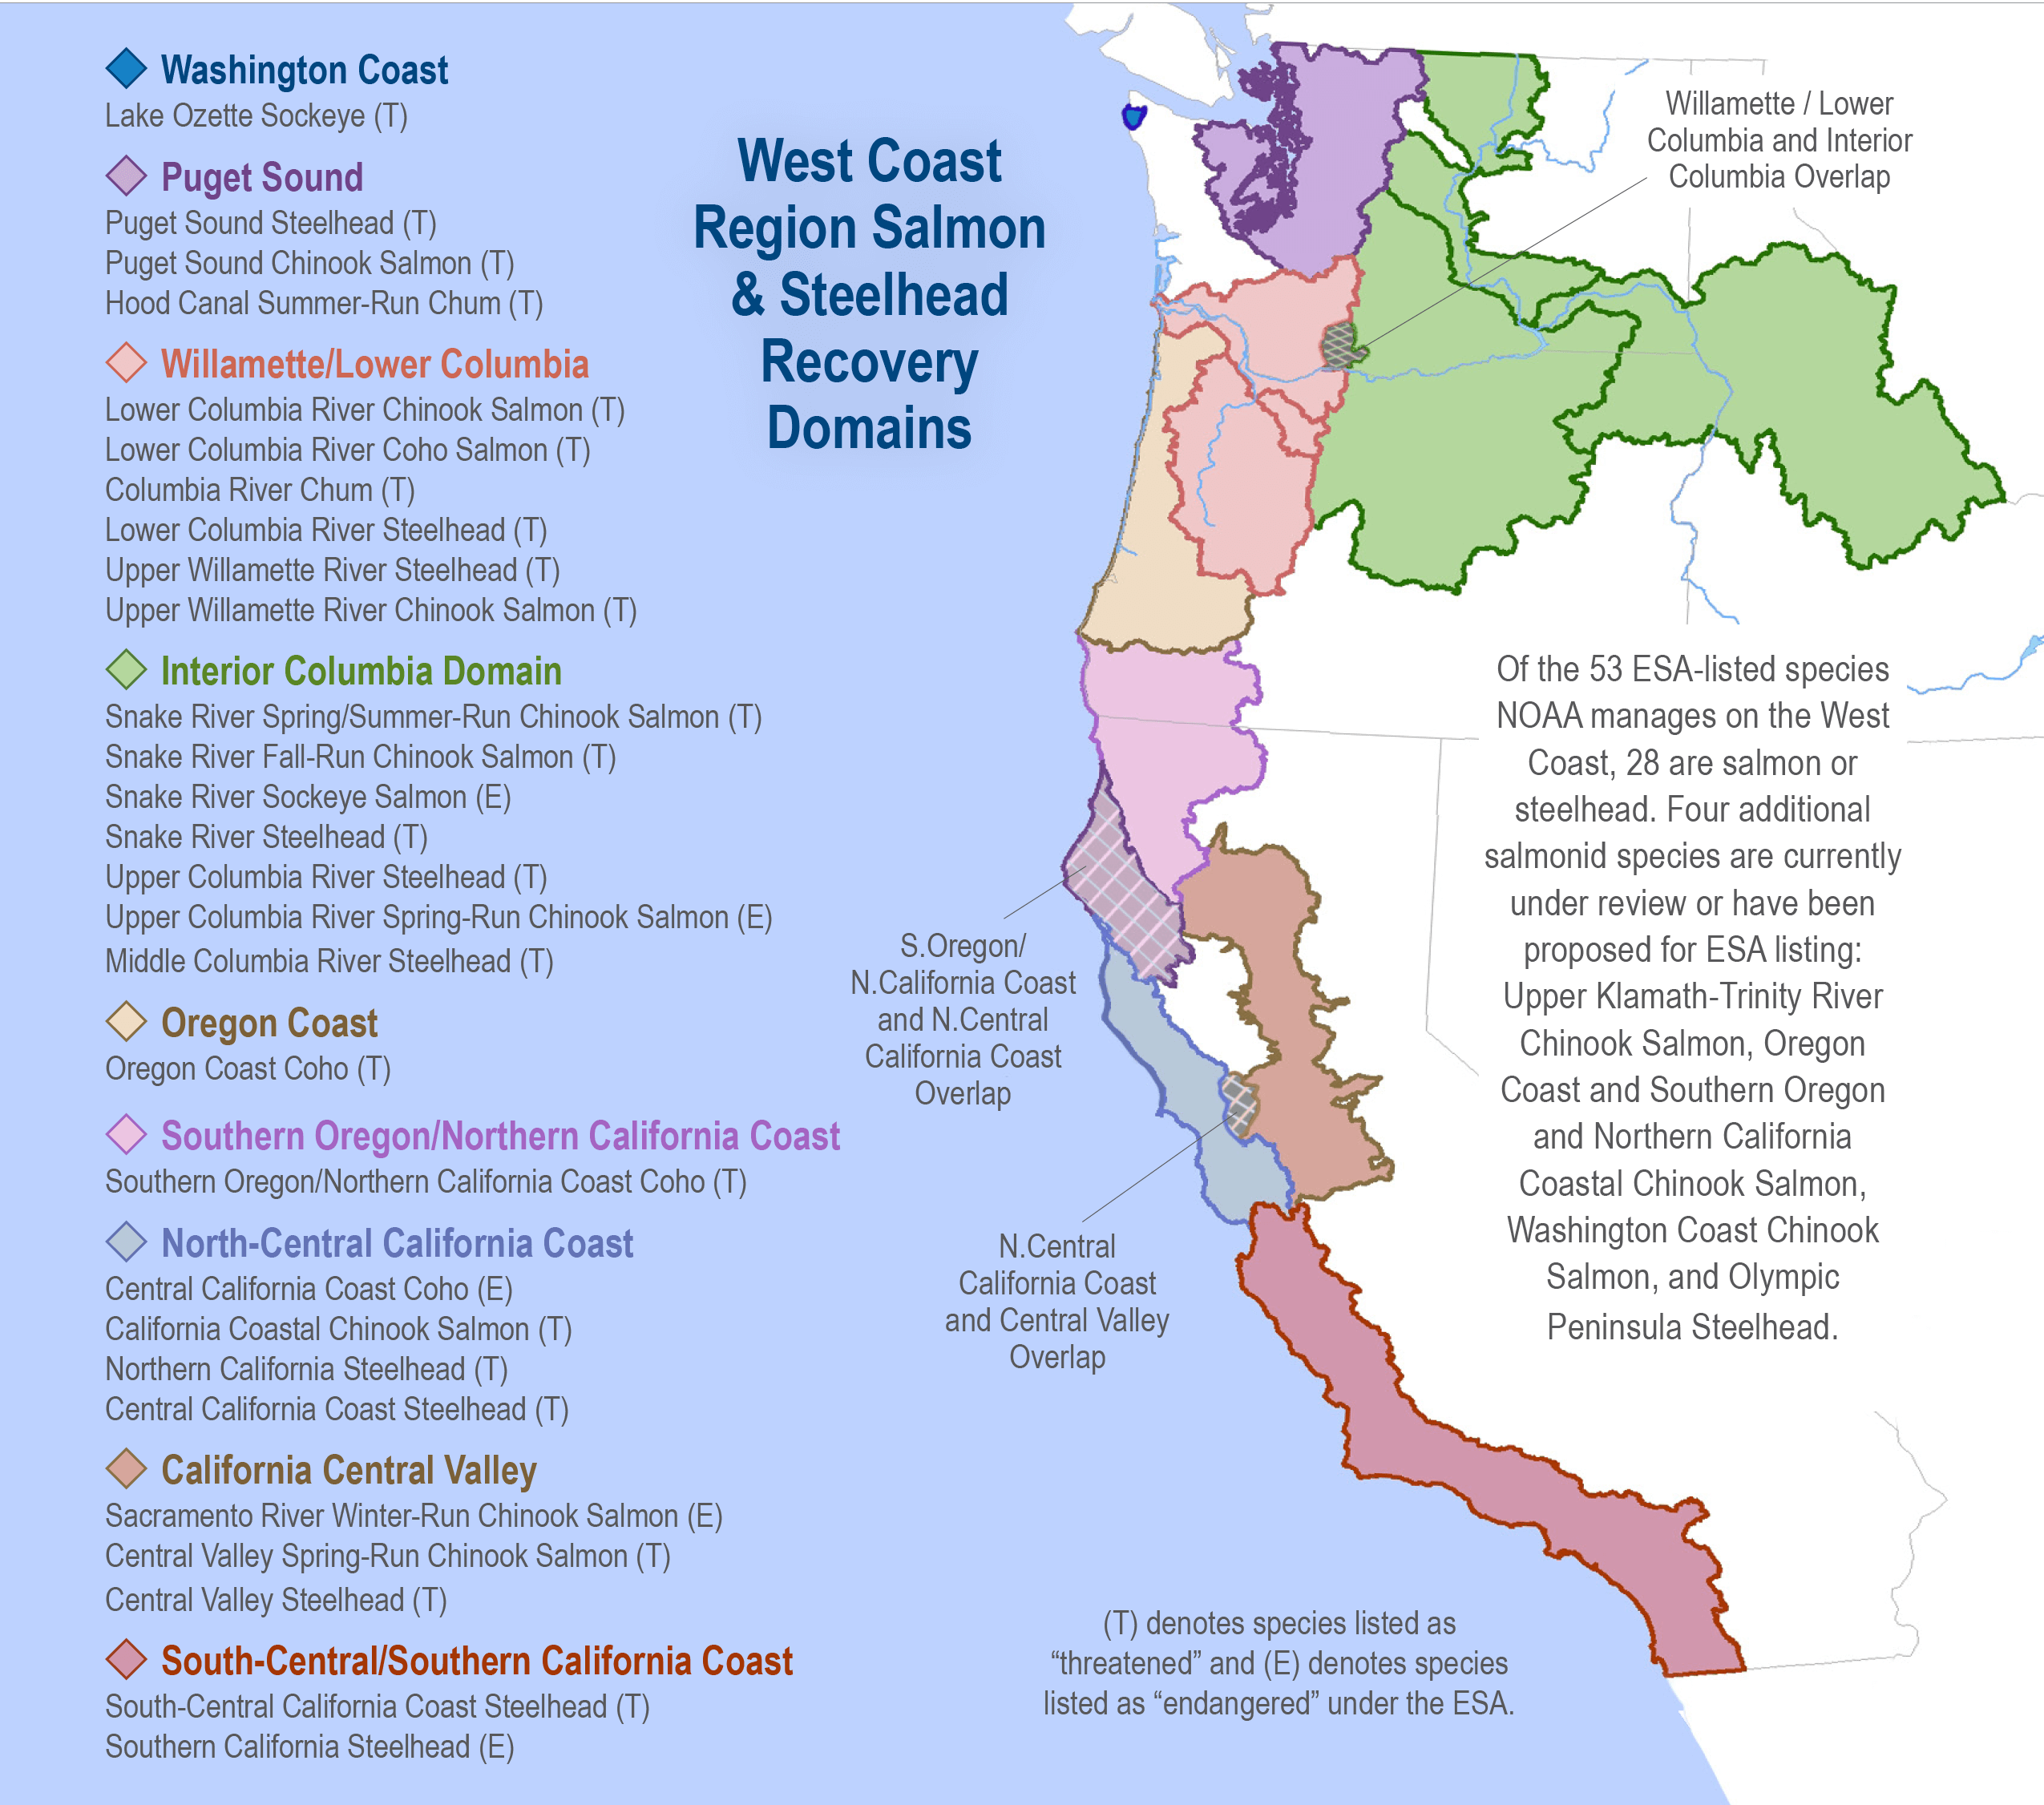 Washington Coast
Lake Ozette Sockeye (T)
Puget Sound
Puget Sound Steelhead (T)
Puget Sound Chinook Salmon (T)
Hood Canal Summer-Run Chum (T)
Willamette/Lower Columbia
Lower Columbia River Chinook Salmon (T)
Lower Columbia River Coho Salmon (T)
Columbia River Chum (T)
Lower Columbia River Steelhead (T)
Upper Willamette River Steelhead (T)
Upper Willamette River Chinook Salmon (T)
Interior Columbia Domain
Snake River Spring/Summer-Run Chinook Salmon (T)
Snake River Fall-Run Chinook Salmon (T)
Snake River Sockeye Salmon (E)
Snake River Steelhead (T)
Upper Columbia River Steelhead (T)
Upper Columbia River Spring-Run Chinook Salmon (E)
Middle Columbia River Steelhead (T)
Oregon Coast
Oregon Coast Coho (T)
Southern Oregon/Northern California Coast
Southern Oregon/Northern California Coast Coho (T)
North-Central California Coast
Central California Coast Coho (E)
California Coastal Chinook Salmon (T)
Northern California Steelhead (T)
Central California Coast Steelhead (T)
California Central Valley
Sacramento River Winter-Run Chinook Salmon (E)
Central Valley Spring-Run Chinook Salmon (T)
Central Valley Steelhead (T)
South-Central/Southern California Coast
South-Central California Coast Steelhead (T)
Southern California Steelhead (E)
West Coast
Region Salmon
& Steelhead
Recovery
Domains
Willamette / Lower
Columbia and Interior
Columbia Overlap
S.Oregon/
N.California Coast
and N.Central
California Coast
Overlap
N.Central
California Coast
and Central Valley
Overlap
Of the 53 ESA-listed species
NOAA manages on the West
Coast, 28 are salmon or
steelhead. Four additional
salmonid species are currently
under review or have been
proposed for ESA listing:
Upper Klamath-Trinity River
Chinook Salmon, Oregon
Coast and Southern Oregon
and Northern California
Coastal Chinook Salmon,
Washington Coast Chinook
Salmon, and Olympic
Peninsula Steelhead.
(T) denotes species listed as
“threatened” and (E) denotes species
listed as “endangered” under the ESA.